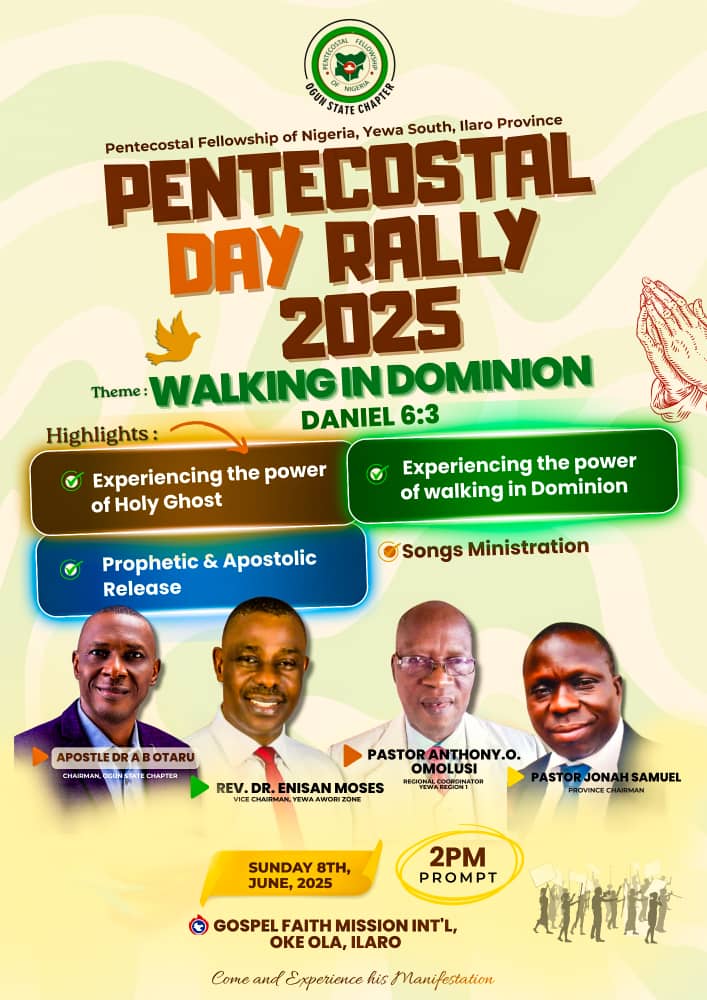 PENTECOSTAL FELLOWSHIP
OF NIGERIA
OGUN STATE CHAPTER
Pentecostal Fellowship of Nigeria, Yewa South, Ilaro Province
PENTECOSTAL
DAY RALLY
2025
Theme : WALKING IN DOMINION
DANIEL 6:3
Highlights :
Experiencing the power
of Holy Ghost
Experiencing the power
of walking in Dominion
Prophetic & Apostolic
Release
Songs Ministration
APOSTLE DR A B OTARU
CHAIRMAN, OGUN STATE CHAPTER
REV. DR. ENISAN MOSES
VICE CHAIRMAN, YEWA AWORI ZONE
PASTOR ANTHONY.O.
OMOLUSI
REGIONAL COORDINATOR
YEWA REGION 1
PASTOR JONAH SAMUEL
PROVINCE CHAIRMAN
SUNDAY 8TH,
JUNE, 2025
2PM
PROMPT
GOSPEL FAITH MISSION INT'L,
OKE OLA, ILARO
Come and Experience his Manifestation